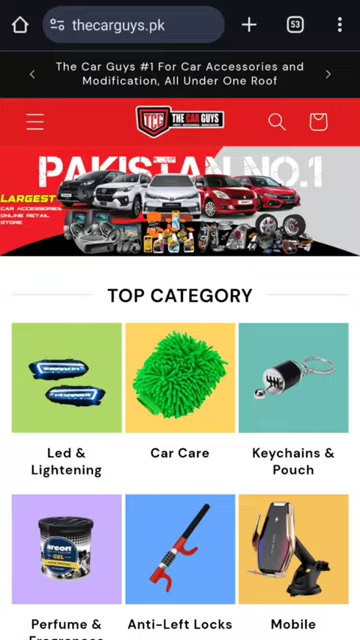 thecarguys.pk
53
The Car Guys #1 For Car Accessories and
Modification, All Under One Roof
TCG
THE CAR GUYS
PAKISTAN NO.1
LARGEST
CAR ACCESSORIES
ONLINE RETAIL
STORE
TOP CATEGORY
Led &
Lightening
Car Care
Keychains &
Pouch
areon
GEL
Perfume &
Fragrances
Anti-Left Locks
Mobile